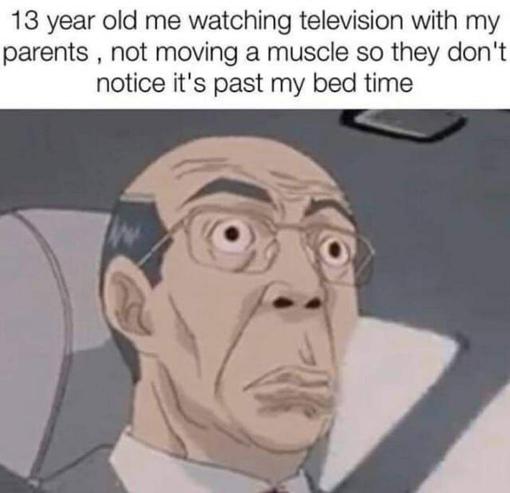 13 year old me watching television with my
parents , not moving a muscle so they don't
notice it's past my bed time